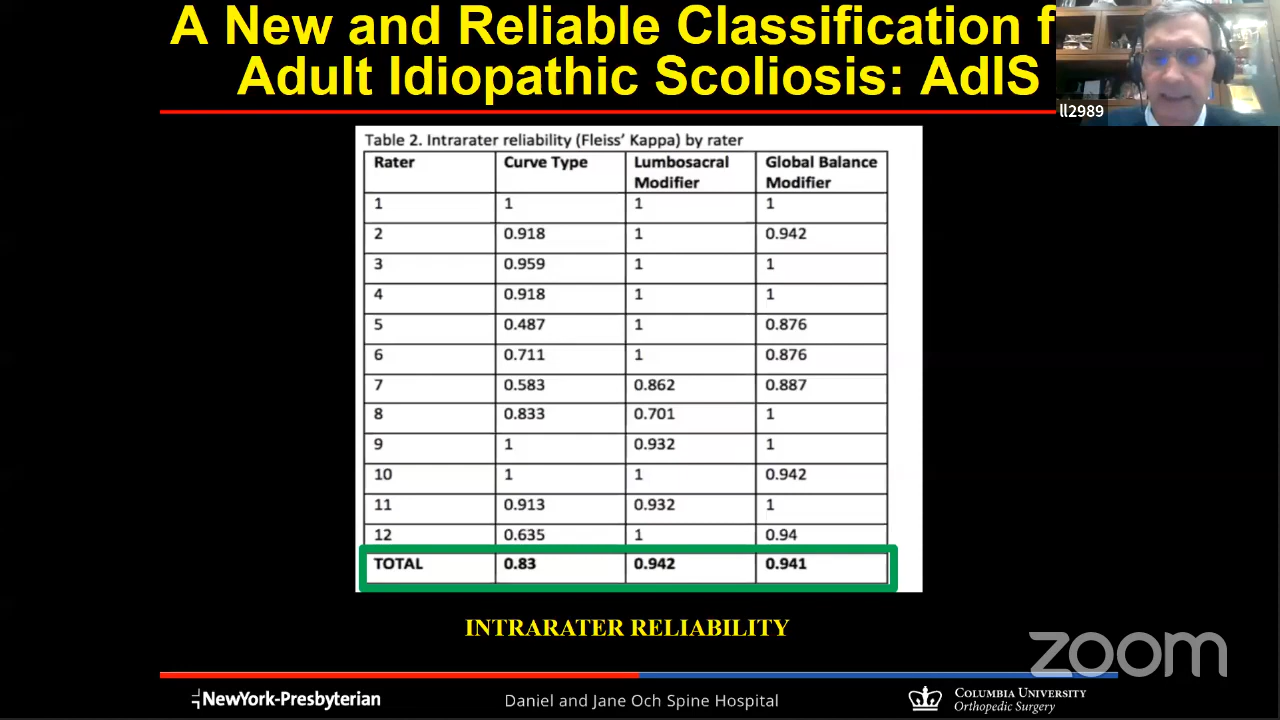 A New and Reliable Classification f
Adult Idiopathic Scoliosis: AdIS
ll2989
Table 2. Intrarater reliability (Fleiss' Kappa) by rater
Rater Curve Type Lumbosacral Modifier Global Balance Modifier
1 1 1 1
2 0.918 1 0.942
3 0.959 1 1
4 0.918 1 1
5 0.487 1 0.876
6 0.711 1 0.876
7 0.583 0.862 0.887
8 0.833 0.701 1
9 1 0.932 1
10 1 1 0.942
11 0.913 0.932 1
12 0.635 1 0.94
TOTAL 0.83 0.942 0.941
INTRARATER RELIABILITY
zoom
NewYork-Presbyterian
Daniel and Jane Och Spine Hospital
COLUMBIA UNIVERSITY
Orthopedic Surgery